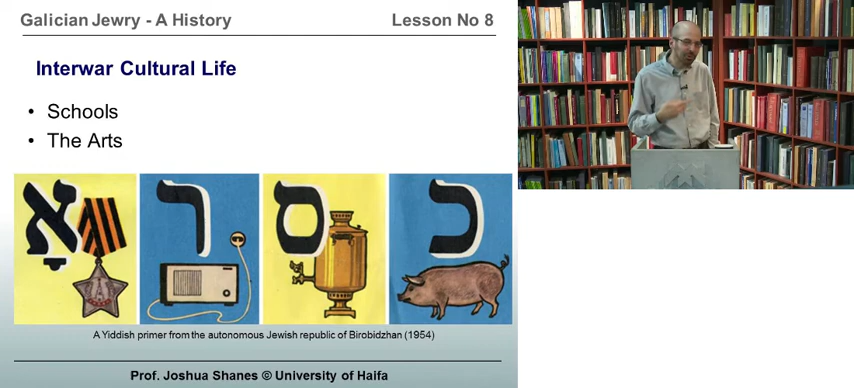 Galician Jewry - A History
Lesson No 8
Interwar Cultural Life
• Schools
• The Arts
אָ
ר
ס
כ
A Yiddish primer from the autonomous Jewish republic of Birobidzhan (1954)
Prof. Joshua Shanes © University of Haifa